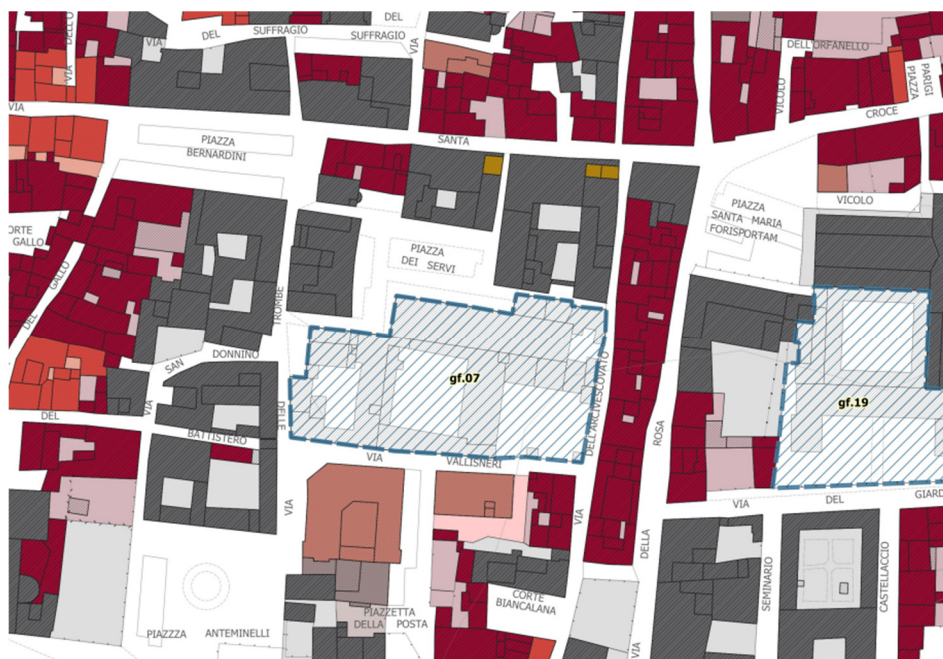 VIA
DELL'O
VIA
DEL
SUFFRAGIO
DEL
SUFFRAGIO
VIA
DELL'ORFANELLO
VICOLO
PIAZZA
PARIGI
CROCE
VIA
PIAZZA
BERNARDINI
SANTA
VICOLO
PIAZZA
SANTA MARIA
FORISPORTAM
ORTE
GALLO
DEL
GALLO
PIAZZA
DEI SERVI
TROMBE
DONNINO
SAN
VIA
DELLE
VIA
gf.07
DELL'ARCIVESCOVATO
VIA
ROSA
DELLA
VIA
gf.19
DEL
BATTISTERO
VIA
VALLISNERI
VIA
DEL
GIARD
SEMINARIO
CASTELLACCIO
CORTE
BIANCALANA
PIAZZETTA
DELLA POSTA
PIAZZZA ANTEMINELLI